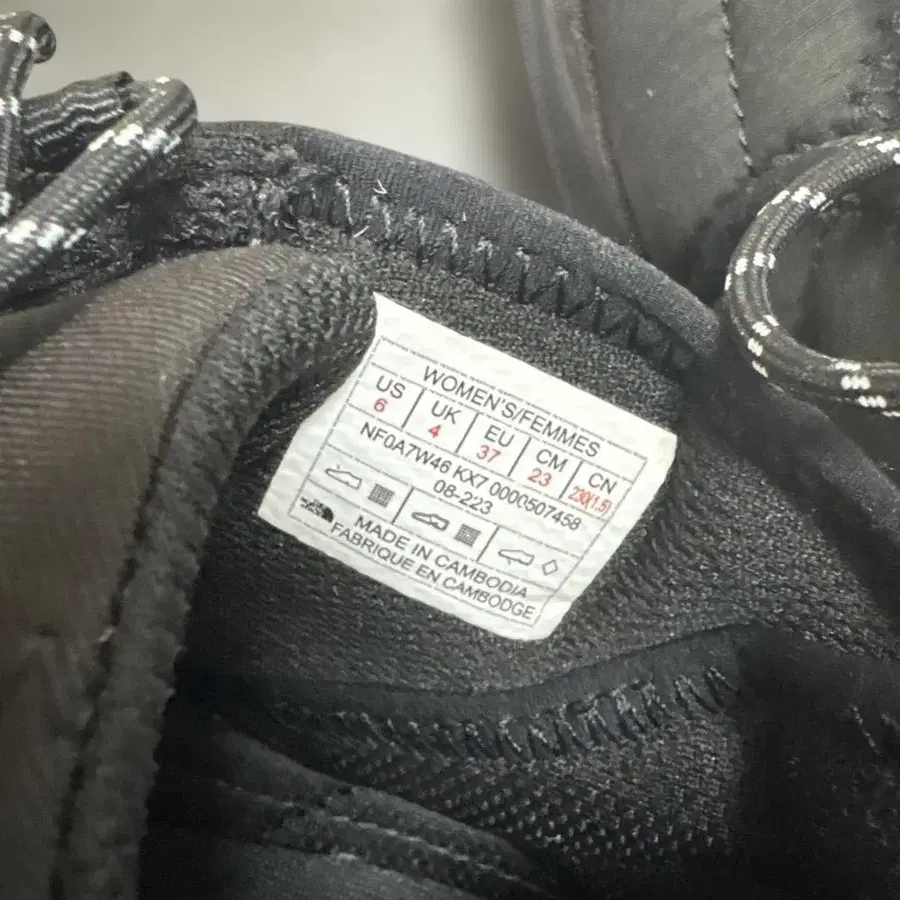 WOMEN'S/FEMMES
US UK EU CM CN
6 4 37 23 230(1.5)
NF0A7W46 KX7 0000507458
08-223
MADE IN CAMBODIA
FABRIQUE EN CAMBODGE